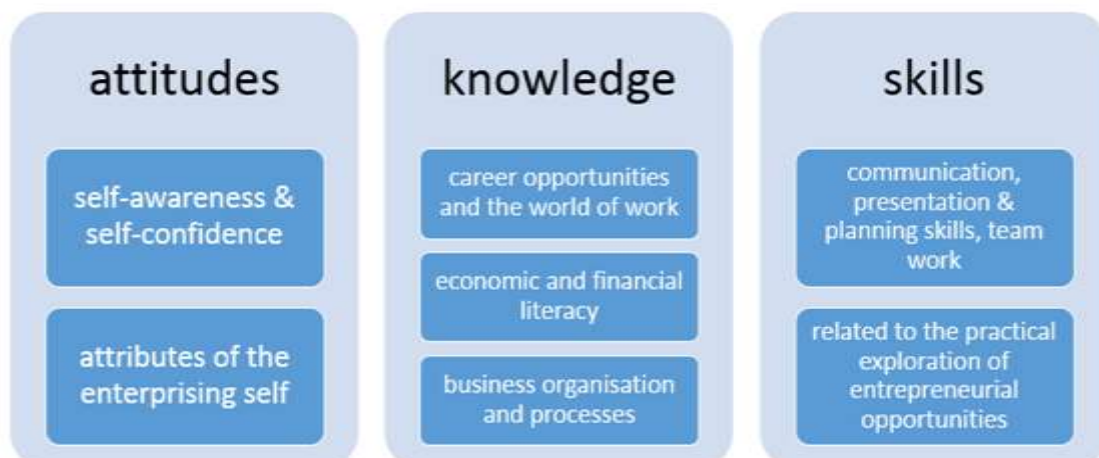 attitudes
self-awareness &
self-confidence
attributes of the
enterprising self
knowledge
career opportunities
and the world of work
economic and financial
literacy
business organisation
and processes
skills
communication,
presentation &
planning skills, team
work
related to the practical
exploration of
entrepreneurial
opportunities